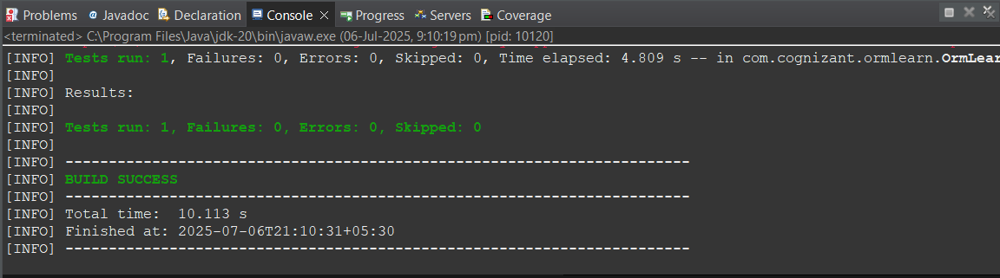 Problems Javadoc Declaration Console Progress Servers Coverage
<terminated> C:\Program Files\Java\jdk-20\bin\javaw.exe (06-Jul-2025, 9:10:19 pm) [pid: 10120]
[INFO] Tests run: 1, Failures: 0, Errors: 0, Skipped: 0, Time elapsed: 4.809 s -- in com.cognizant.ormlearn.OrmLear
[INFO]
[INFO] Results:
[INFO]
[INFO] Tests run: 1, Failures: 0, Errors: 0, Skipped: 0
[INFO]
[INFO] ------------------------------------------------------------------------
[INFO] BUILD SUCCESS
[INFO] ------------------------------------------------------------------------
[INFO] Total time:  10.113 s
[INFO] Finished at: 2025-07-06T21:10:31+05:30
[INFO] ------------------------------------------------------------------------